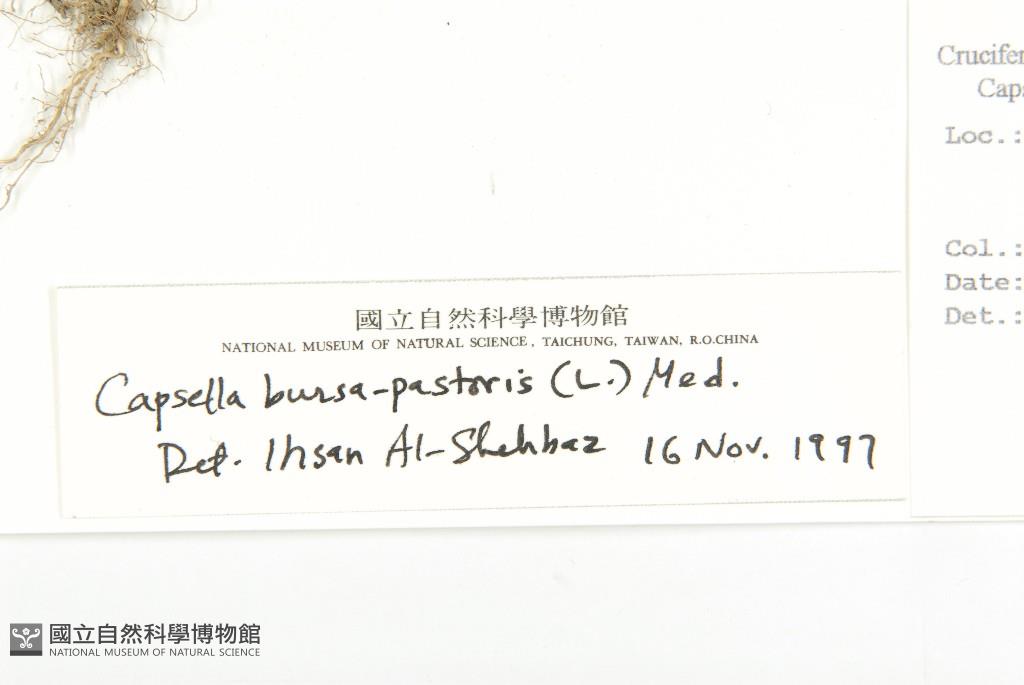 國立自然科學博物館
NATIONAL MUSEUM OF NATURAL SCIENCE, TAICHUNG, TAIWAN, R.O.CHINA
Capsella bursa-pastoris (L.) Med.
Det. Ihsan Al-Shehbaz 16 Nov. 1997
Crucifer
Caps
Loc.:
Col.:
Date:
Det.:
國立自然科學博物館
NATIONAL MUSEUM OF NATURAL SCIENCE